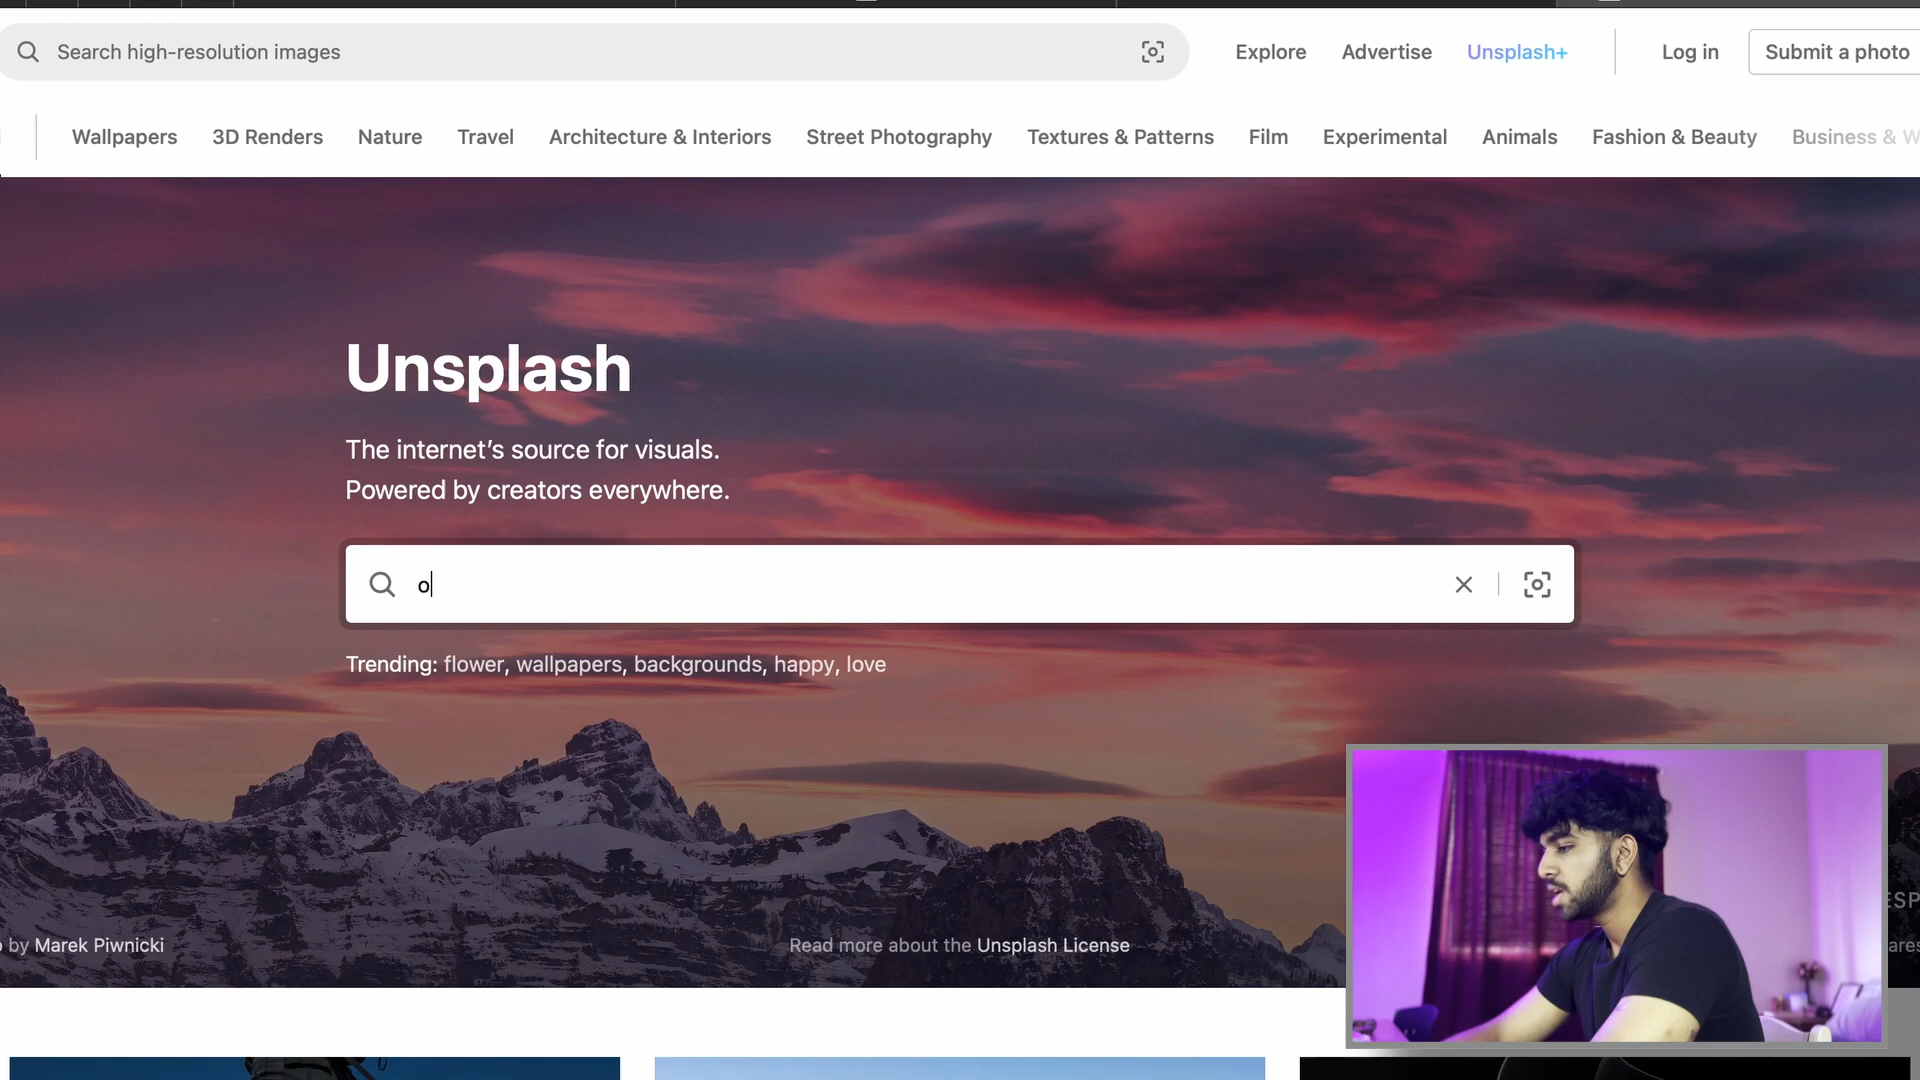 Search high-resolution images
Explore
Advertise
Unsplash+
Log in
Submit a photo
Wallpapers
3D Renders
Nature
Travel
Architecture & Interiors
Street Photography
Textures & Patterns
Film
Experimental
Animals
Fashion & Beauty
Business & W
Unsplash
The internet’s source for visuals.
Powered by creators everywhere.
o
Trending: flower, wallpapers, backgrounds, happy, love
by Marek Piwnicki
Read more about the Unsplash License